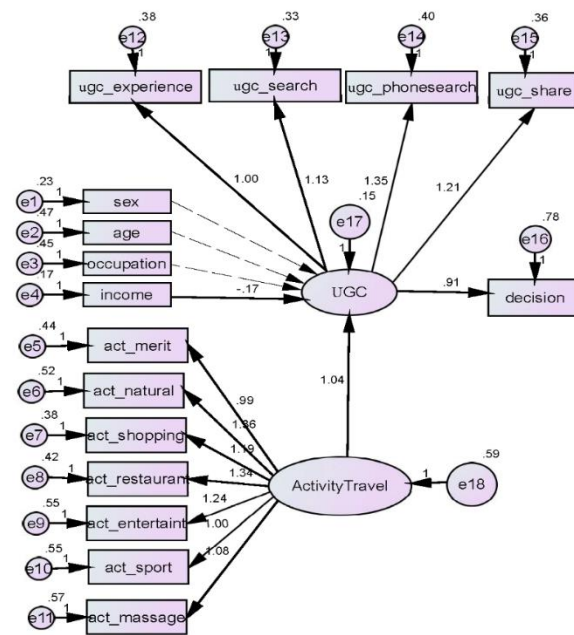 .38 .33 .40 .36
e12 e13 e14 e15
1 1 1 1
ugc_experience ugc_search ugc_phonesearch ugc_share
1.00 1.13 1.35 1.21
.23
e1 1 sex
.47
e2 1 age
.45
e3 1 occupation
.17
e4 1 income
-.17
.15
e17
1
UGC
.91
.78
e16
1
decision
1.04
.44
e5 1 act_merit
.99
.52
e6 1 act_natural
1.36
.38
e7 1 act_shopping
1.19
.42
e8 1 act_restauran
1.34
.55
e9 1 act_entertaint
1.24
.55
e10 1 act_sport
1.00
.57
e11 1 act_massage
1.08
ActivityTravel
1
.59
e18